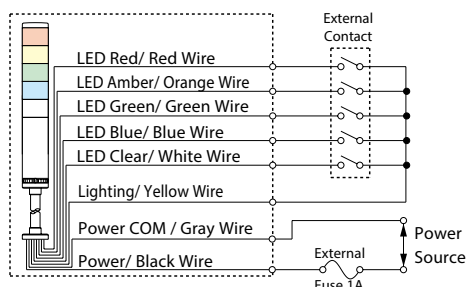 External
Contact
LED Red/ Red Wire
LED Amber/ Orange Wire
LED Green/ Green Wire
LED Blue/ Blue Wire
LED Clear/ White Wire
Lighting/ Yellow Wire
Power COM / Gray Wire
Power/ Black Wire
External
Fuse 1A
Power
Source